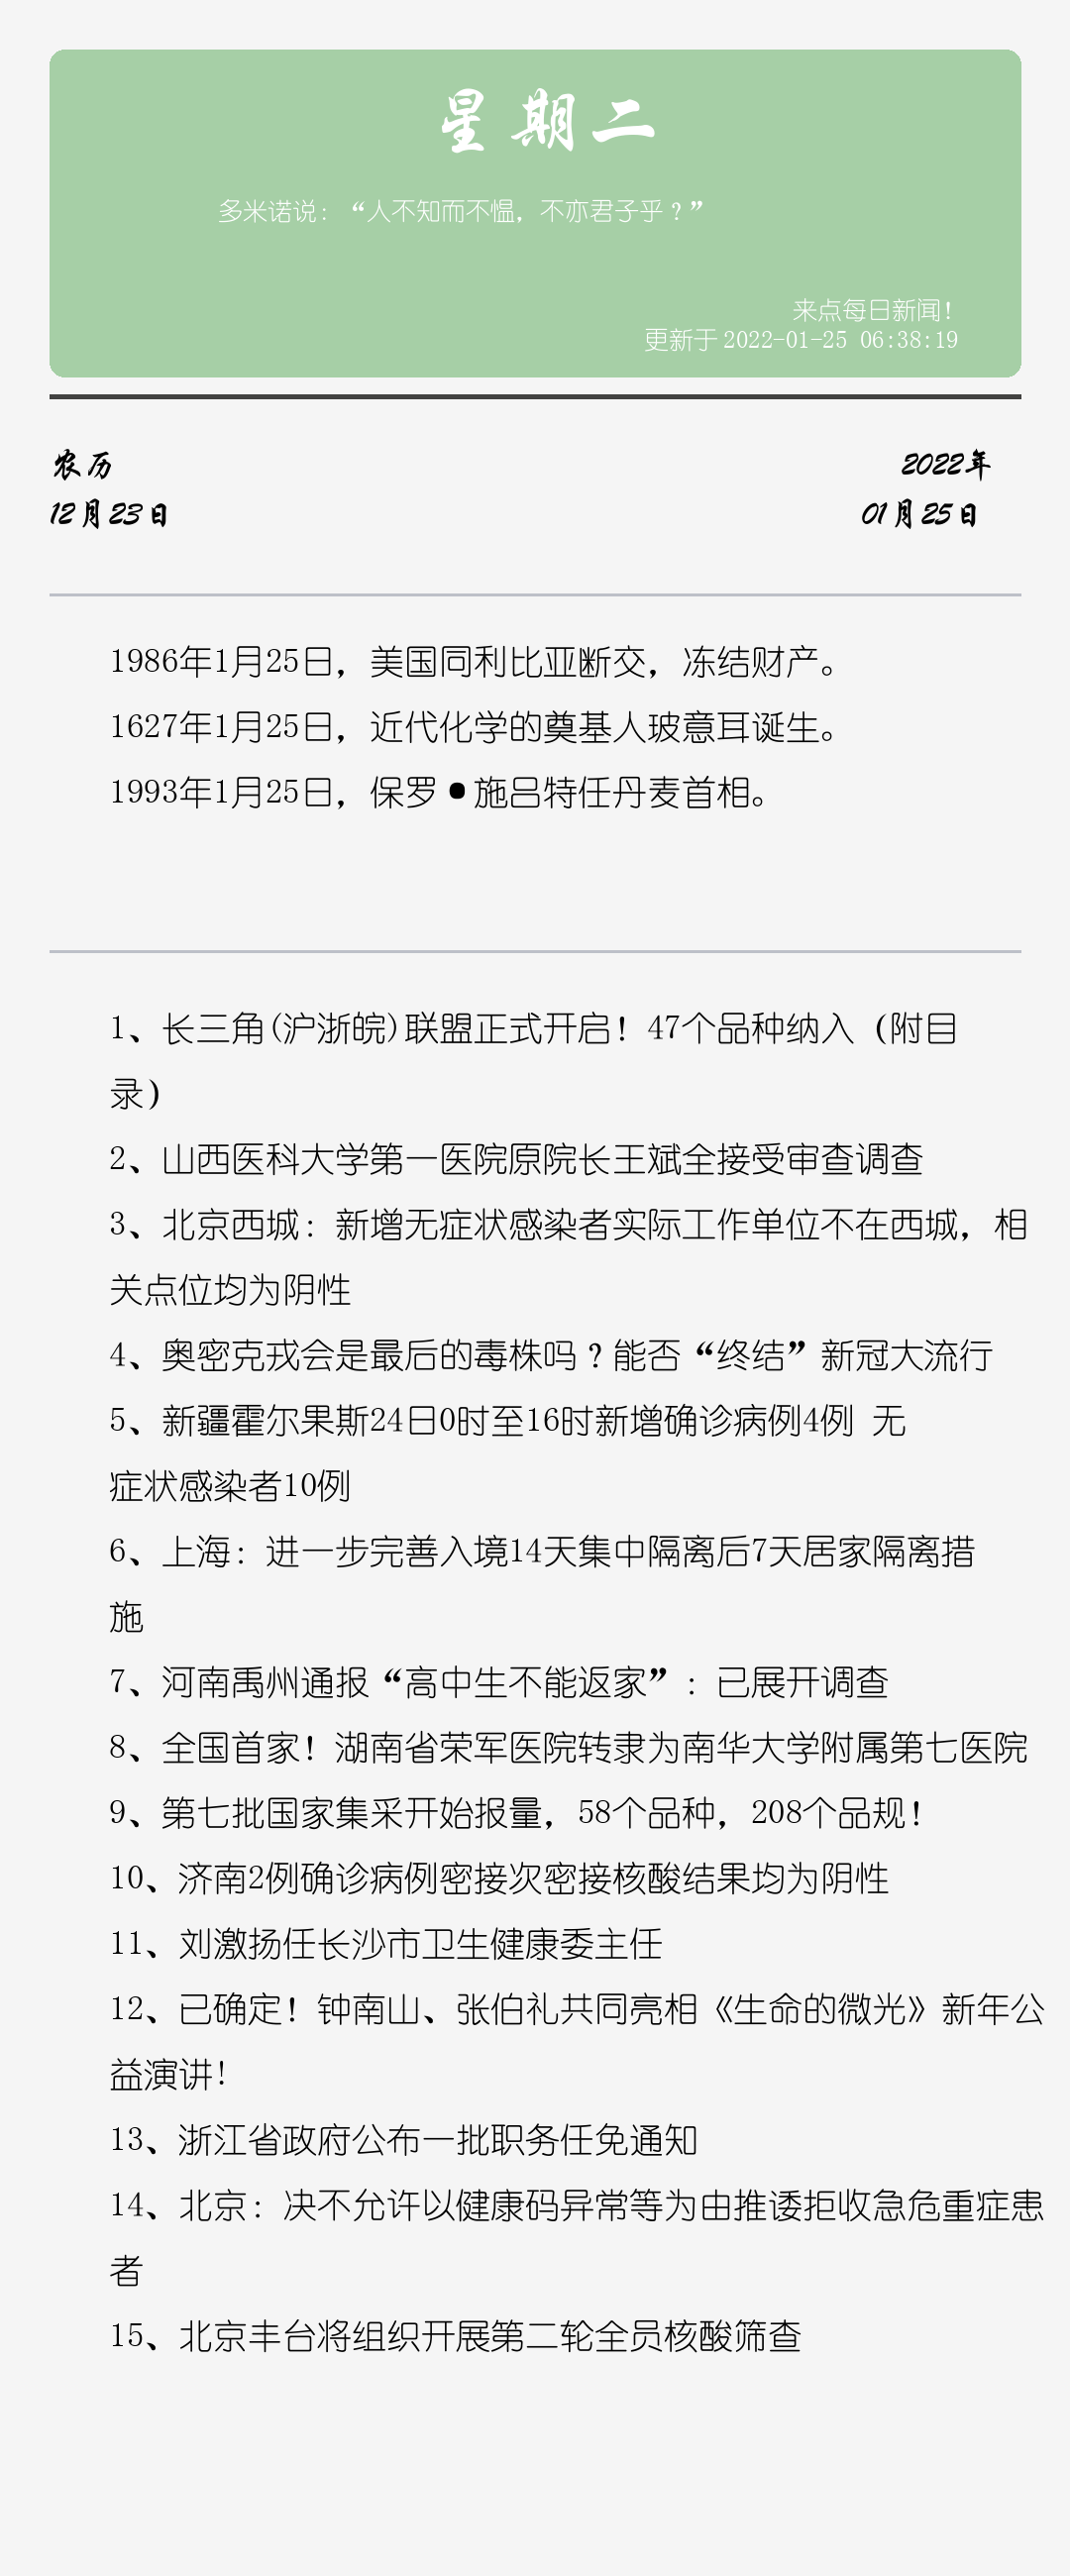 星期二
多米诺说：“人不知而不愠，不亦君子乎？”
来点每日新闻！
更新于2022-01-25 06:38:19
农历
2022年
12月23日
01月25日
1986年1月25日，美国同利比亚断交，冻结财产。
1627年1月25日，近代化学的奠基人玻意耳诞生。
1993年1月25日，保罗•施吕特任丹麦首相。
1、长三角(沪浙皖)联盟正式开启！47个品种纳入（附目
录）
2、山西医科大学第一医院原院长王斌全接受审查调查
3、北京西城：新增无症状感染者实际工作单位不在西城，相
关点位均为阴性
4、奥密克戎会是最后的毒株吗？能否“终结”新冠大流行
5、新疆霍尔果斯24日0时至16时新增确诊病例4例 无
症状感染者10例
6、上海：进一步完善入境14天集中隔离后7天居家隔离措
施
7、河南禹州通报“高中生不能返家”：已展开调查
8、全国首家！湖南省荣军医院转隶为南华大学附属第七医院
9、第七批国家集采开始报量，58个品种，208个品规！
10、济南2例确诊病例密接次密接核酸结果均为阴性
11、刘激扬任长沙市卫生健康委主任
12、已确定！钟南山、张伯礼共同亮相《生命的微光》新年公
益演讲!
13、浙江省政府公布一批职务任免通知
14、北京：决不允许以健康码异常等为由推诿拒收急危重症患
者
15、北京丰台将组织开展第二轮全员核酸筛查